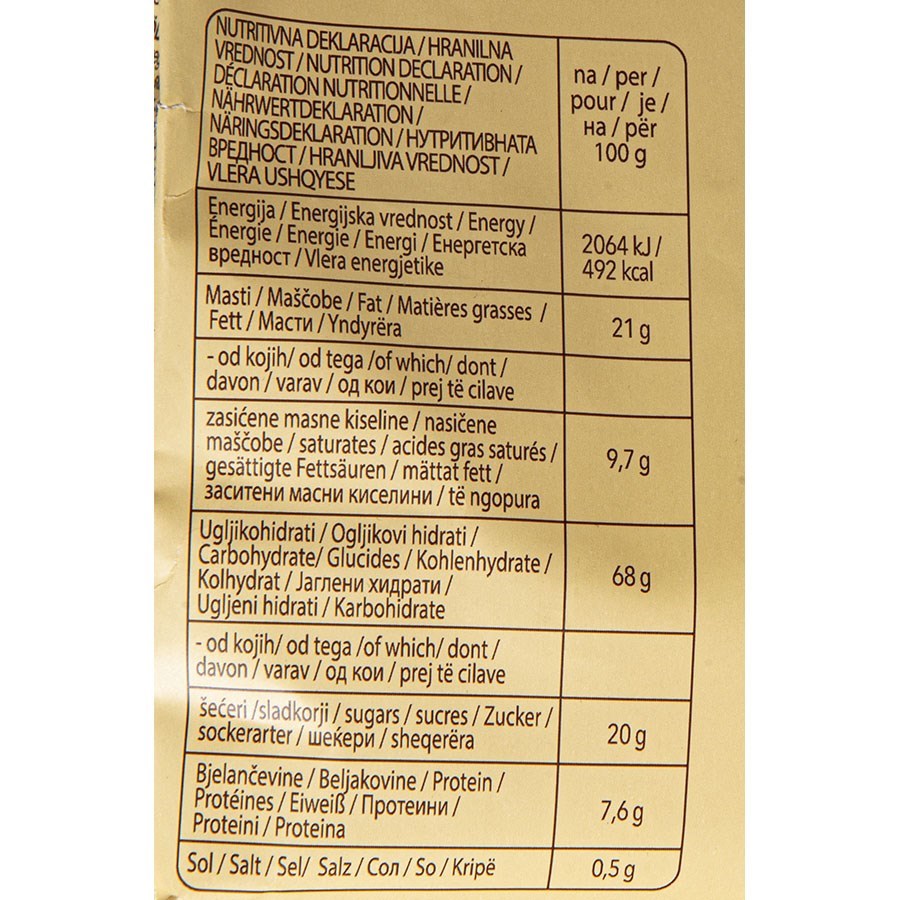 NUTRITIVNA DEKLARACIJA / HRANILNA
VREDNOST / NUTRITION DECLARATION /
DÉCLARATION NUTRITIONNELLE /
NÄHRWERTDEKLARATION /
NÄRINGSDEKLARATION / НУТРИТИВНАТА
ВРЕДНОСТ / HRANLJIVA VREDNOST /
VLERA USHQYESE
na / per /
pour / je /
на / për
100 g
Energija / Energijska vrednost / Energy /
Énergie / Energie / Energi / Енергетска
вредност / Vlera energjetike
2064 kJ /
492 kcal
Masti / Maščobe / Fat / Matières grasses /
Fett / Масти / Yndyrëra
21 g
- od kojih/ od tega /of which/ dont /
davon / varav / од кои / prej të cilave
zasićene masne kiseline / nasičene
maščobe / saturates / acides gras saturés /
gesättigte Fettsäuren / mättat fett /
заситени масни киселини / të ngopura
9,7 g
Ugljikohidrati / Ogljikovi hidrati /
Carbohydrate/ Glucides / Kohlenhydrate /
Kolhydrat / Јаглени хидрати /
Ugljeni hidrati / Karbohidrate
68 g
- od kojih/ od tega /of which/ dont /
davon / varav / од кои / prej të cilave
šećeri /sladkorji / sugars / sucres / Zucker /
sockerarter / шеќери / sheqerëra
20 g
Bjelančevine / Beljakovine / Protein /
Protéines / Eiweiß / Протеини /
Proteini / Proteina
7,6 g
Sol / Salt / Sel/ Salz / Сол / So / Kripë
0,5 g